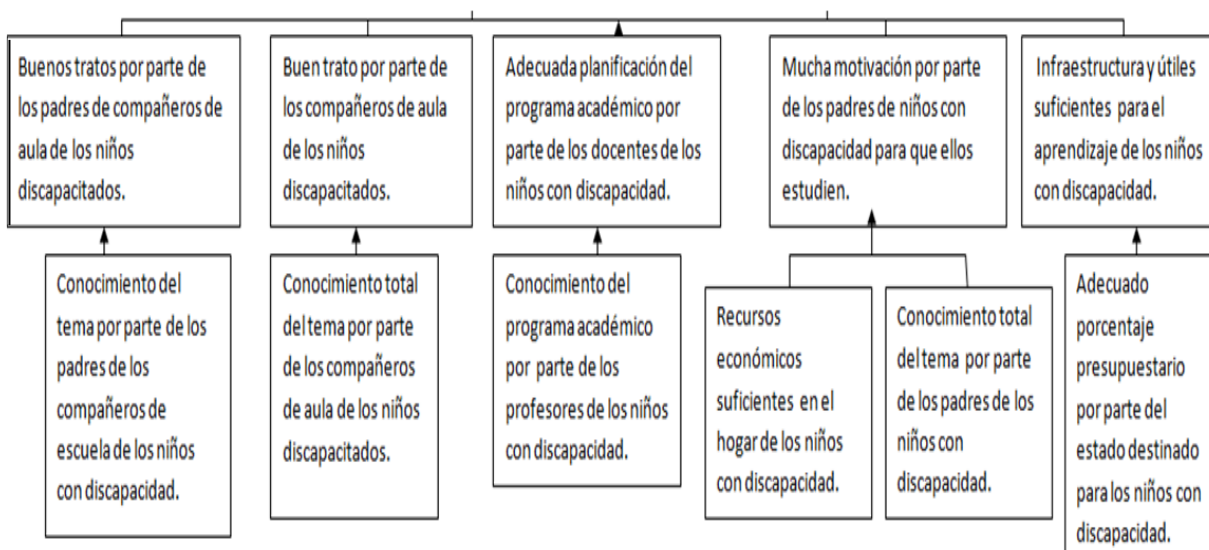 Buenos tratos por parte de
los padres de compañeros de
aula de los niños
discapacitados.
Buen trato por parte de
los compañeros de aula
de los niños
discapacitados.
Adecuada planificación del
programa académico por
parte de los docentes de los
niños con discapacidad.
Mucha motivación por parte
de los padres de niños con
discapacidad para que ellos
estudien.
Infraestructura y útiles
suficientes para el
aprendizaje de los niños
con discapacidad.
Conocimiento del
tema por parte de los
padres de los
compañeros de
escuela de los niños
con discapacidad.
Conocimiento total
del tema por parte
de los compañeros
de aula de los niños
discapacitados.
Conocimiento del
programa académico
por parte de los
profesores de los niños
con discapacidad.
Recursos
económicos
suficientes en el
hogar de los niños
con discapacidad.
Conocimiento total
del tema por parte
de los padres de los
niños con
discapacidad.
Adecuado
porcentaje
presupuestario
por parte del
estado destinado
para los niños con
discapacidad.